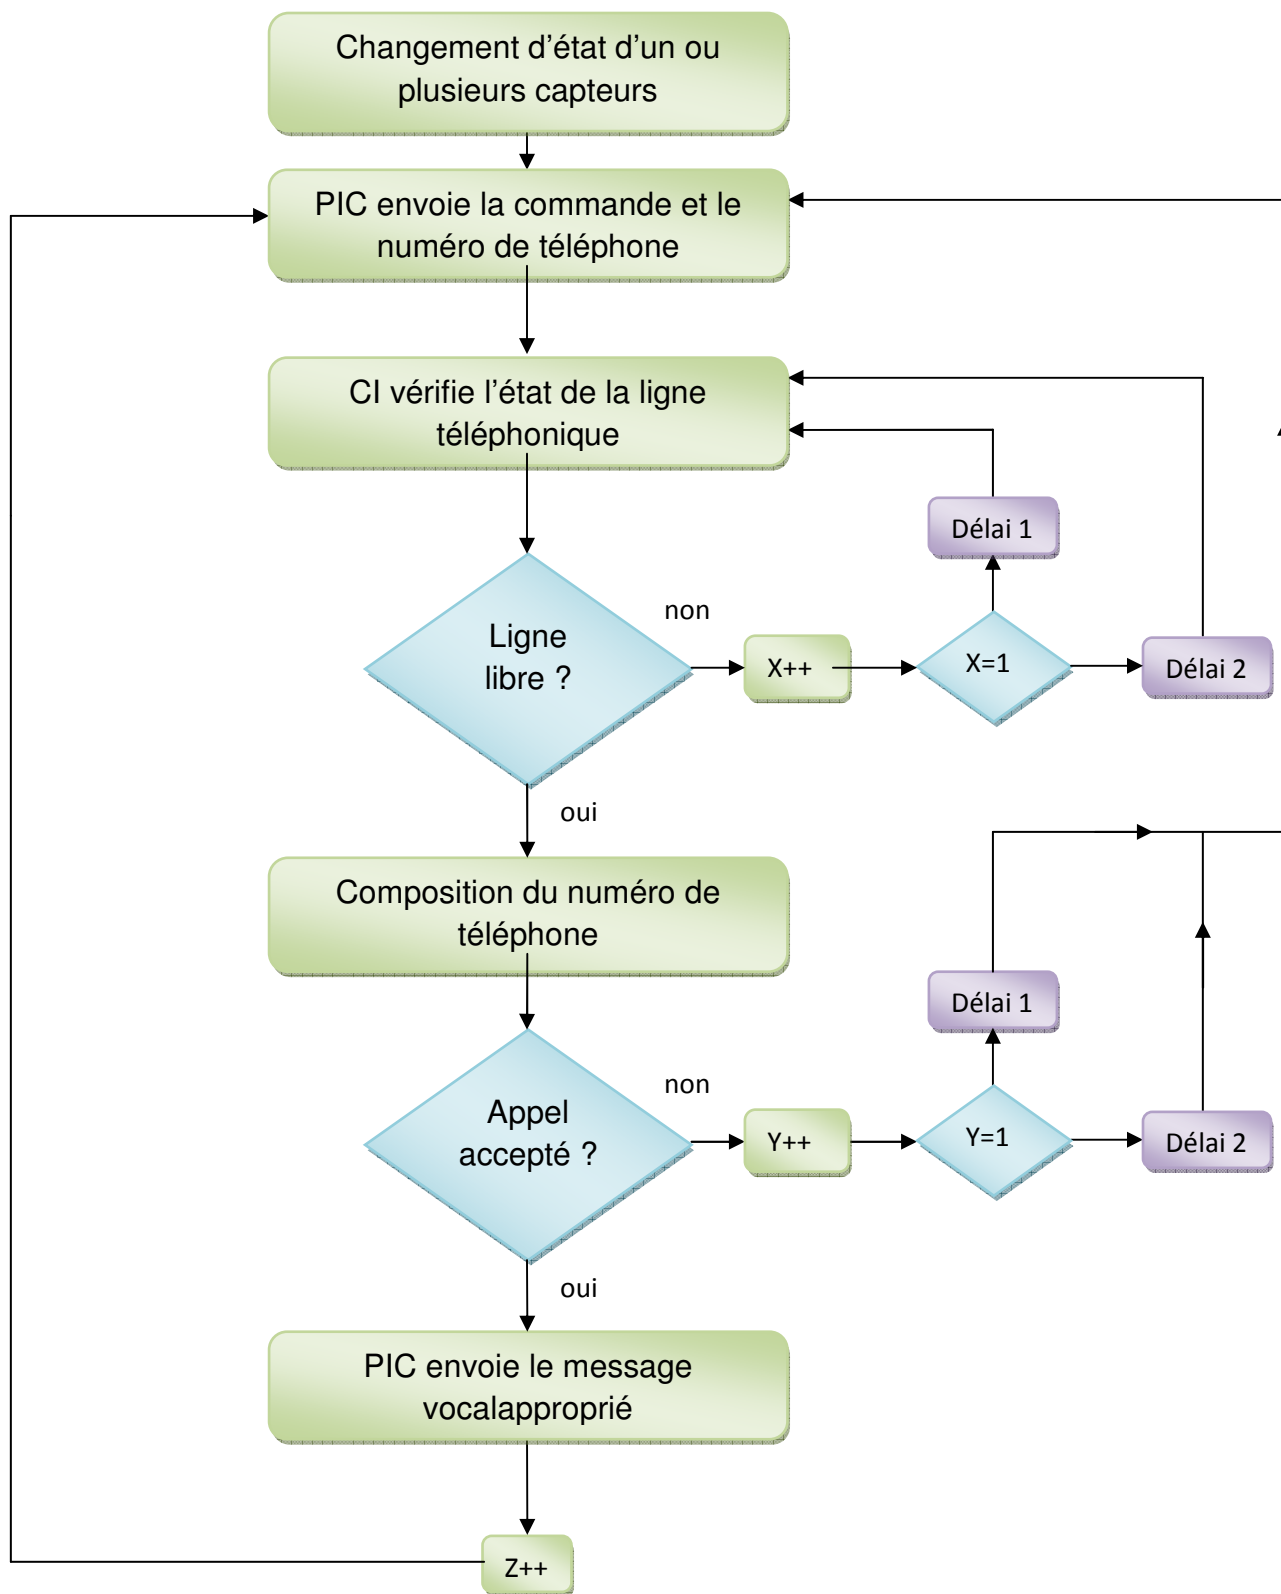 Changement d'état d'un ou
plusieurs capteurs
PIC envoie la commande et le
numéro de téléphone
CI vérifie l'état de la ligne
téléphonique
Délai 1
Ligne
libre ?
non
X++
X=1
Délai 2
oui
Composition du numéro de
téléphone
Délai 1
Appel
accepté ?
non
Y++
Y=1
Délai 2
oui
PIC envoie le message
vocalapproprié
Z++